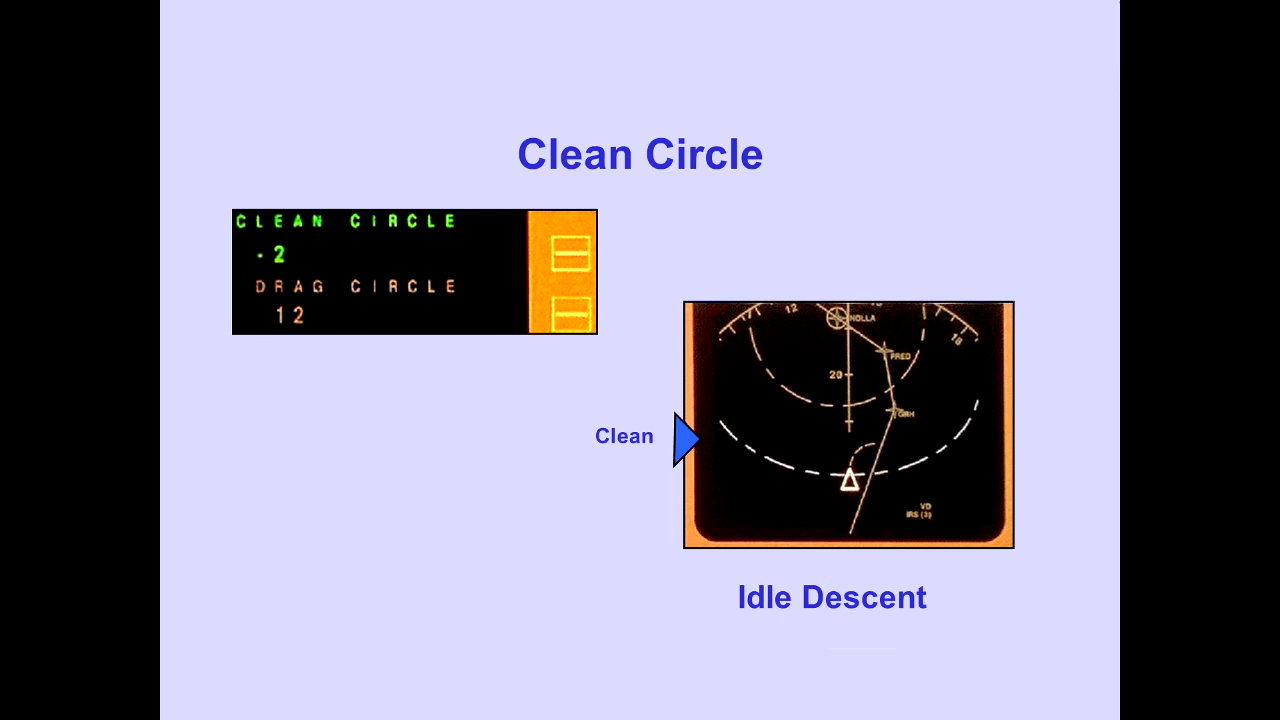 Clean Circle
CLEAN CIRCLE
-2
DRAG CIRCLE
12
12
NOLLA
18
FRED
20
GRH
Clean
VD
IRS (3)
Idle Descent